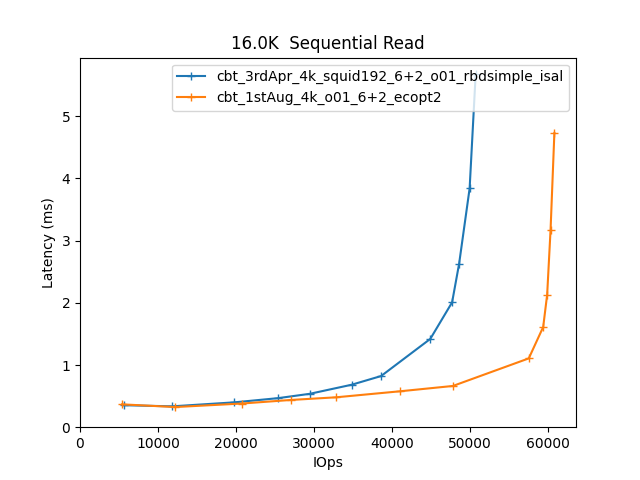 16.0K  Sequential Read
cbt_3rdApr_4k_squid192_6+2_o01_rbdsimple_isal
cbt_1stAug_4k_o01_6+2_ecopt2
Latency (ms)
5
4
3
2
1
0
0 10000 20000 30000 40000 50000 60000
IOps